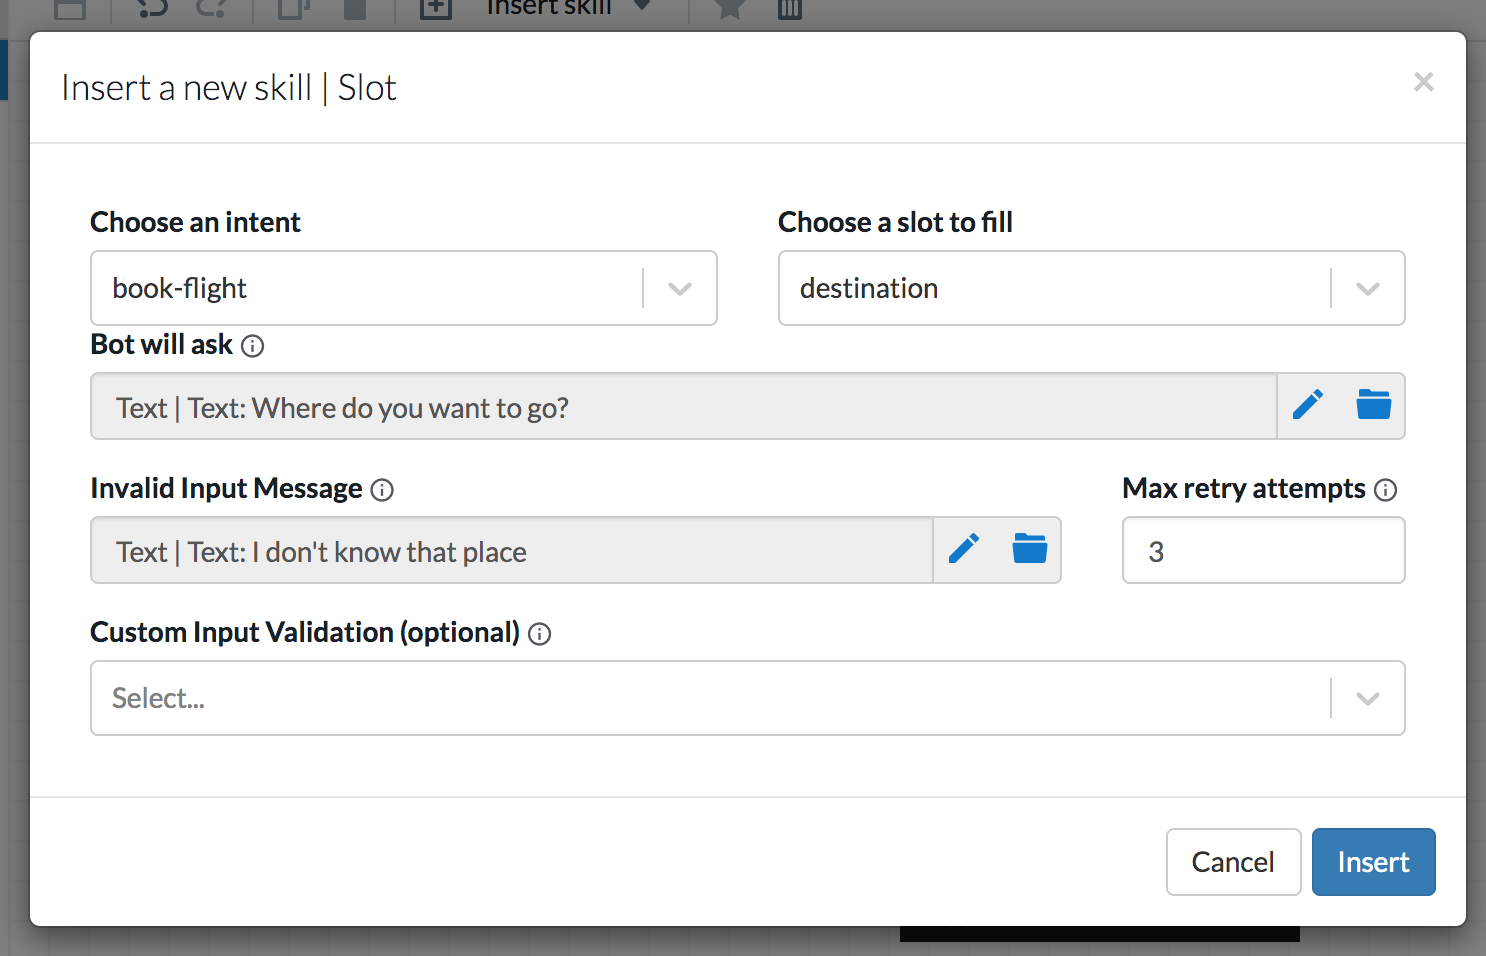 Insert skill
Insert a new skill | Slot
Choose an intent
Choose a slot to fill
book-flight
destination
Bot will ask
Text | Text: Where do you want to go?
Invalid Input Message
Max retry attempts
Text | Text: I don't know that place
3
Custom Input Validation (optional)
Select...
Cancel
Insert